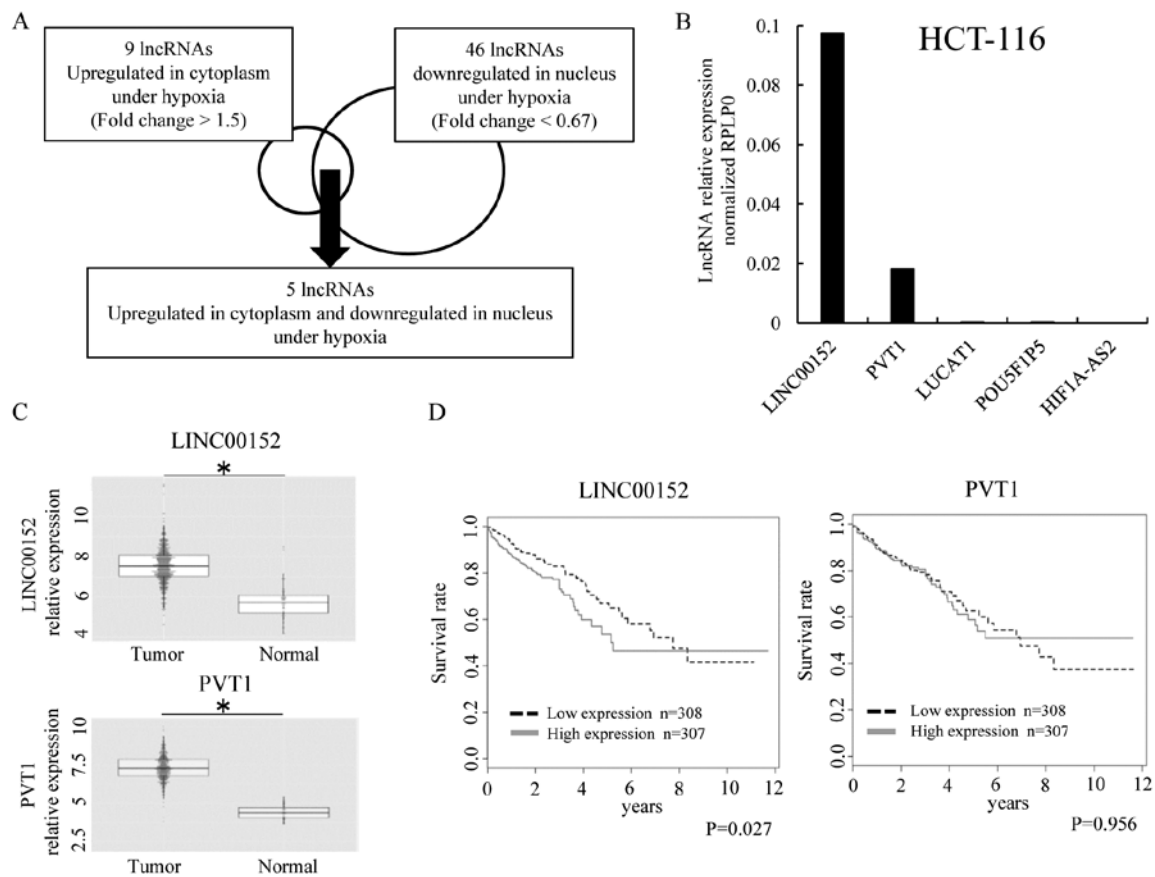 A
9 lncRNAs
Upregulated in cytoplasm
under hypoxia
(Fold change > 1.5)
46 lncRNAs
downregulated in nucleus
under hypoxia
(Fold change < 0.67)
5 lncRNAs
Upregulated in cytoplasm and downregulated in nucleus
under hypoxia
B
HCT-116
LncRNA relative expression
normalized RPLP0
0.1
0.08
0.06
0.04
0.02
0
LINC00152
PVT1
LUCAT1
POU5F1P5
HIF1A-AS2
C
LINC00152
*
LINC00152
relative expression
10
8
6
4
Tumor
Normal
PVT1
*
PVT1
relative expression
10
7.5
5
2.5
Tumor
Normal
D
LINC00152
Survival rate
1.0
0.8
0.6
0.4
0.2
0.0
Low expression n=308
High expression n=307
0 2 4 6 8 10 12
years
P=0.027
PVT1
Survival rate
1.0
0.8
0.6
0.4
0.2
0.0
Low expression n=308
High expression n=307
0 2 4 6 8 10 12
years
P=0.956